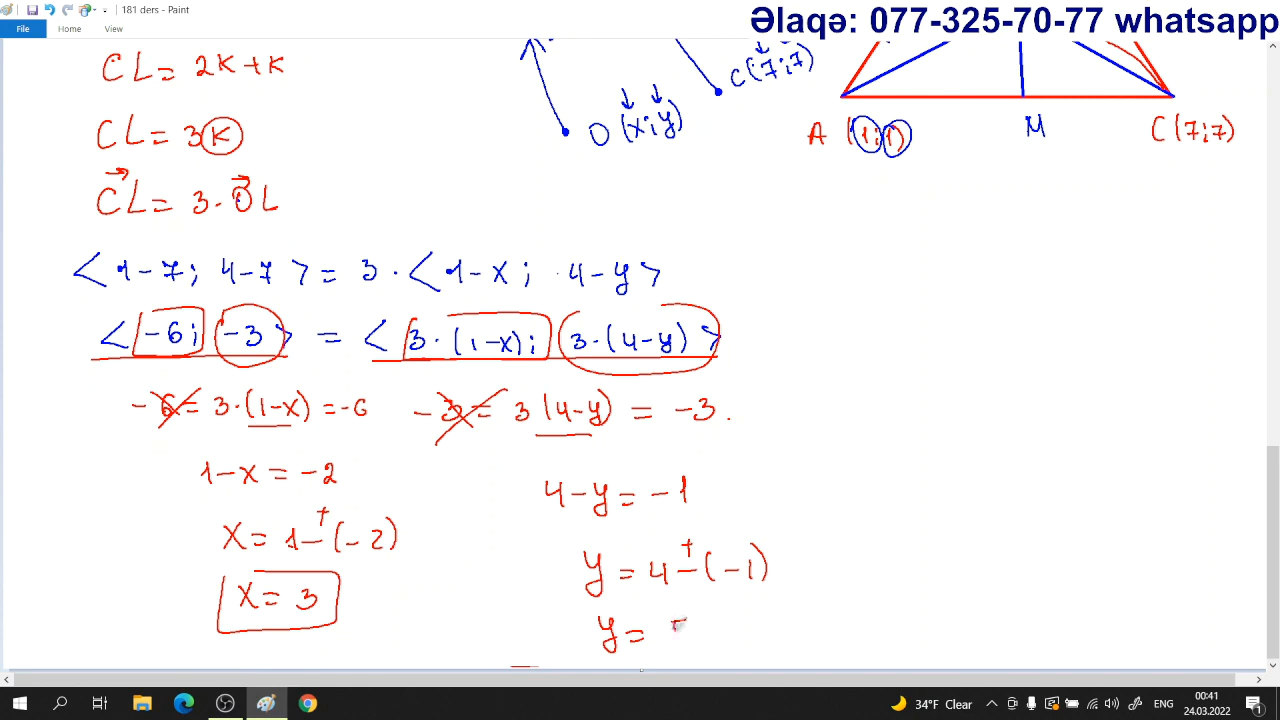 181 ders - Paint
Əlaqə: 077-325-70-77 whatsapp
File Home View
CL = 2K + K
C(7;7)
O(x;y)
A (1;1) M C(7;7)
CL = 3K
CL = 3 · OL
<1-7; 4-7> = 3 · <1-x; 4-y>
<-6; -3> = <3·(1-x); 3·(4-y)>
-6 = 3·(1-x) = -6 -3 = 3(4-y) = -3.
1-x = -2
4-y = -1
x = 1 - (-2)
y = 4 - (-1)
x = 3
y =
34°F Clear ENG 00:41
24.03.2022 1